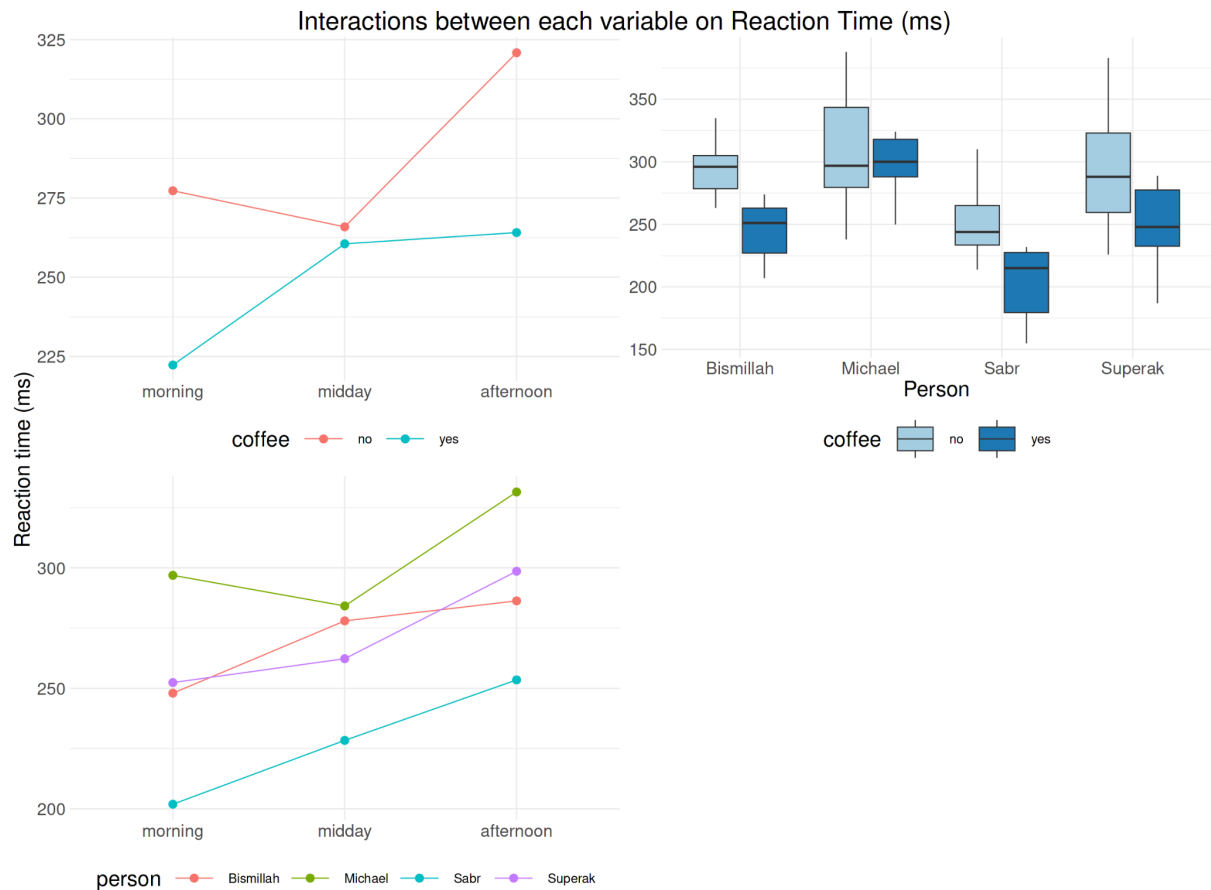 Interactions between each variable on Reaction Time (ms)
Reaction time (ms)
325
300
275
250
225
morning midday afternoon
coffee no yes
350
300
250
200
150
Bismillah Michael Sabr Superak
Person
coffee no yes
300
250
200
morning midday afternoon
person Bismillah Michael Sabr Superak